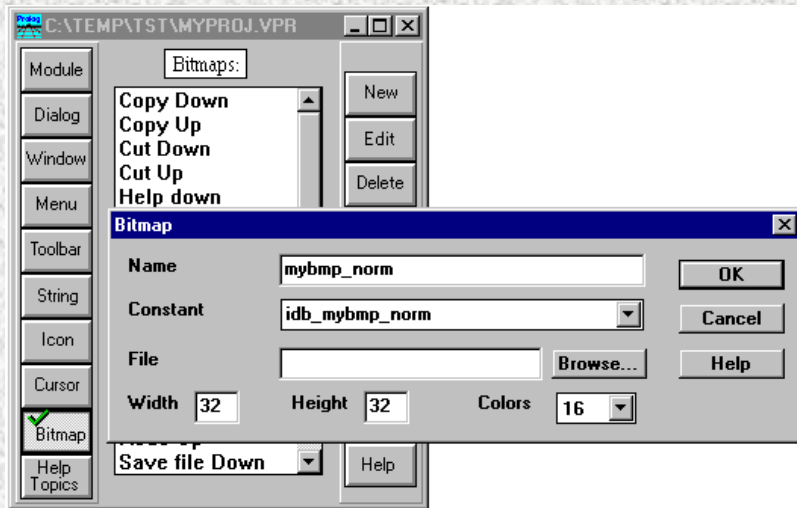 Prolog
C:\TEMP\TST\MYPROJ.VPR
Module
Dialog
Window
Menu
Toolbar
String
Icon
Cursor
Bitmap
Help
Topics
Bitmaps:
Copy Down
Copy Up
Cut Down
Cut Up
Help down
Save file Down
New
Edit
Delete
Help
Bitmap
Name
mybmp_norm
Constant
idb_mybmp_norm
File
Browse...
Width 32 Height 32 Colors 16
OK
Cancel
Help